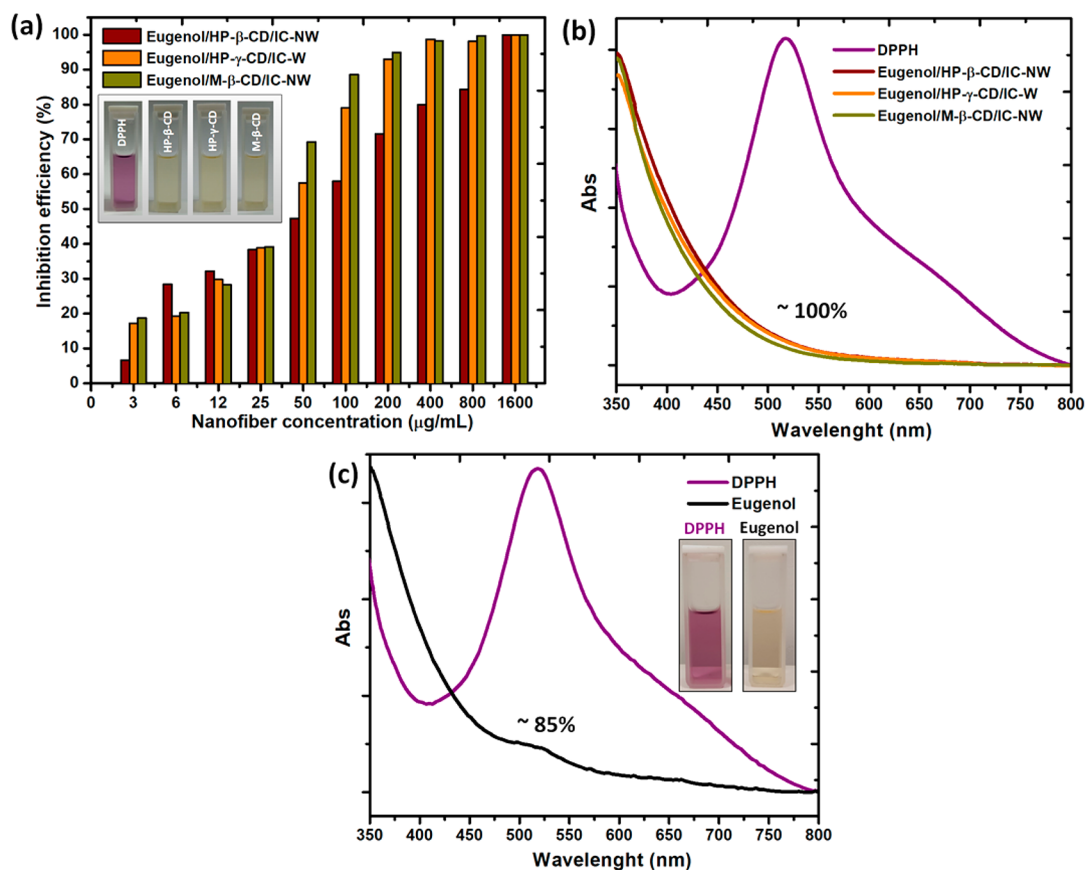 (a)
Eugenol/HP-β-CD/IC-NW
Eugenol/HP-γ-CD/IC-W
Eugenol/M-β-CD/IC-NW
DPPH
HP-β-CD
HP-γ-CD
M-β-CD
Inhibition efficiency (%)
100
90
80
70
60
50
40
30
20
10
0
0 3 6 12 25 50 100 200 400 800 1600
Nanofiber concentration (μg/mL)
(b)
DPPH
Eugenol/HP-β-CD/IC-NW
Eugenol/HP-γ-CD/IC-W
Eugenol/M-β-CD/IC-NW
Abs
~ 100%
350 400 450 500 550 600 650 700 750 800
Wavelenght (nm)
(c)
DPPH
Eugenol
DPPH Eugenol
Abs
~ 85%
350 400 450 500 550 600 650 700 750 800
Wavelenght (nm)